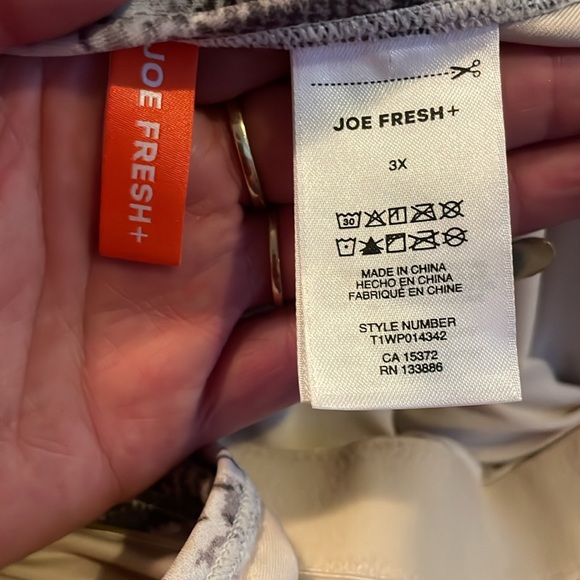 JOE FRESH+
JOE FRESH+
3X
30
MADE IN CHINA
HECHO EN CHINA
FABRIQUÉ EN CHINE
STYLE NUMBER
T1WP014342
CA 15372
RN 133886